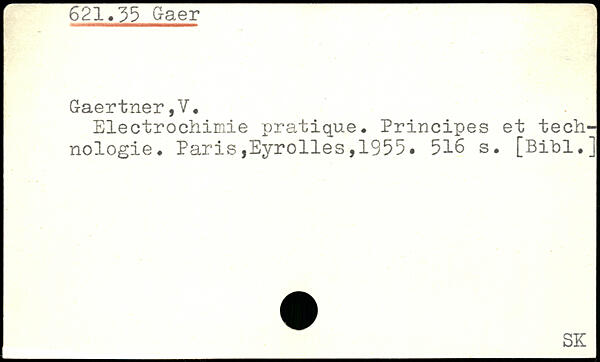 621.35 Gaer
Gaertner,V.
Electrochimie pratique. Principes et tech-
nologie. Paris,Eyrolles,1955. 516 s. [Bibl.]
SK